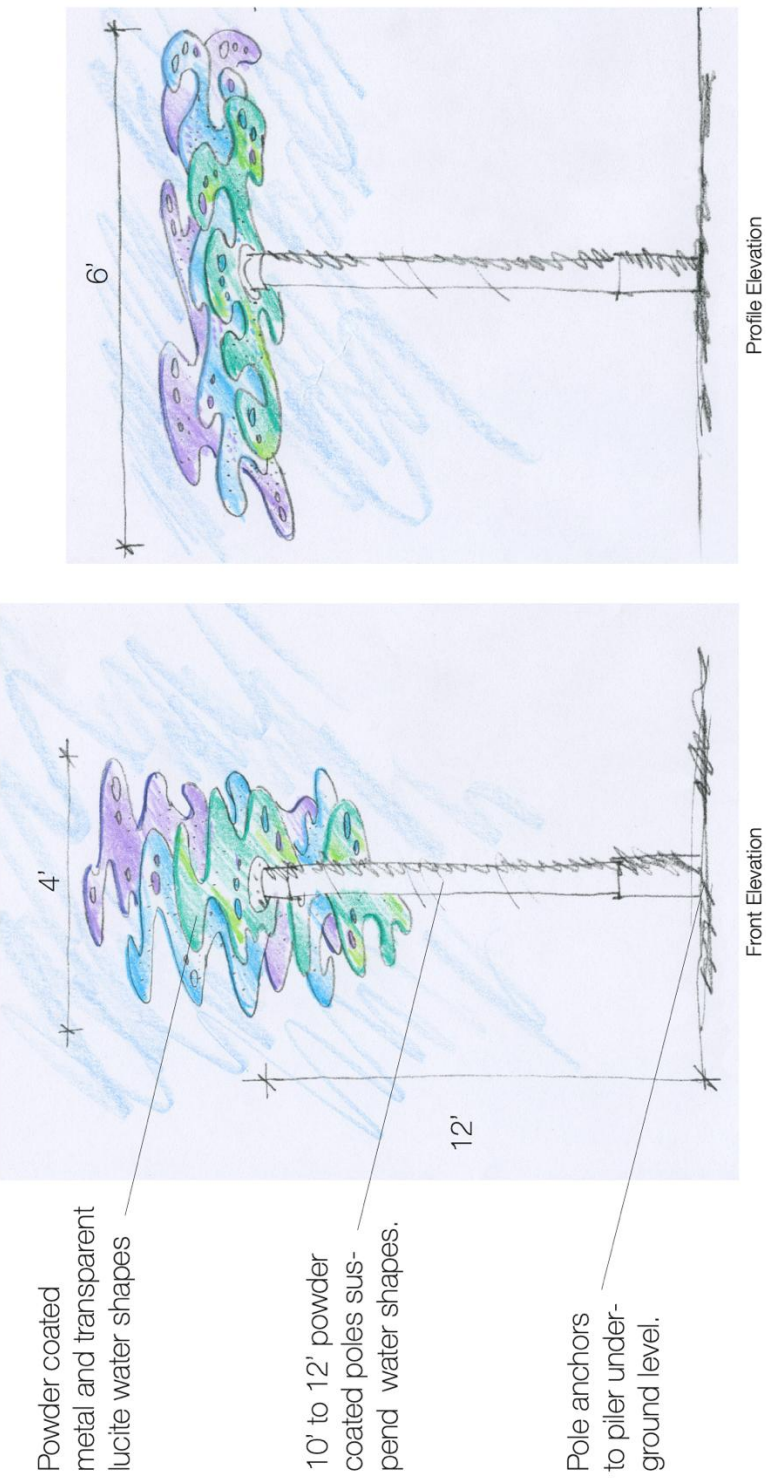 Powder coated
metal and transparent
lucite water shapes
10' to 12' powder
coated poles sus-
pend water shapes.
Pole anchors
to piler under-
ground level.
4'
12'
Front Elevation
6'
Profile Elevation